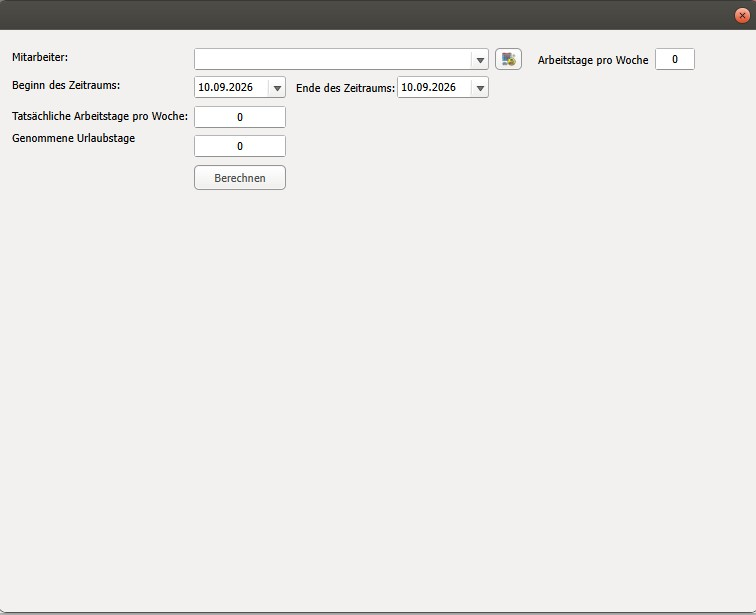 Mitarbeiter: Arbeitstage pro Woche 0
Beginn des Zeitraums: 10.09.2026 Ende des Zeitraums: 10.09.2026
Tatsächliche Arbeitstage pro Woche: 0
Genommene Urlaubstage 0
Berechnen